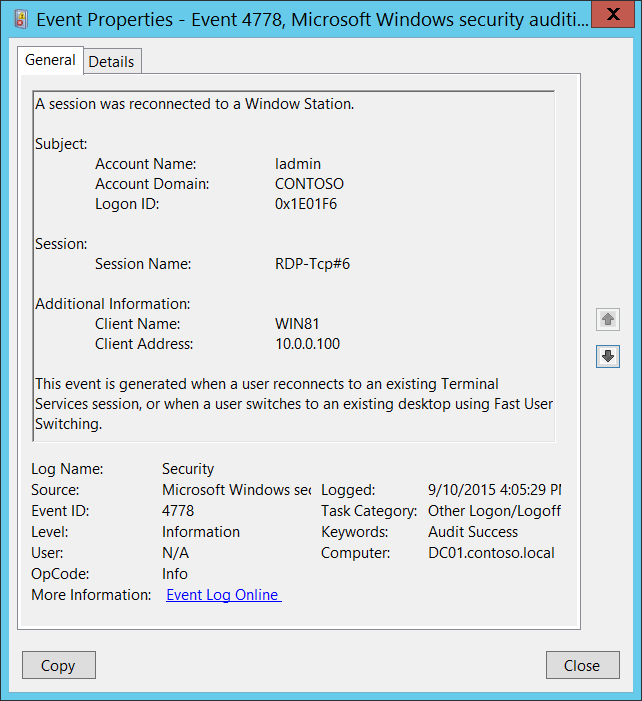 Event Properties - Event 4778, Microsoft Windows security auditi...
X
General Details
A session was reconnected to a Window Station.
Subject:
Account Name: ladmin
Account Domain: CONTOSO
Logon ID: 0x1E01F6
Session:
Session Name: RDP-Tcp#6
Additional Information:
Client Name: WIN81
Client Address: 10.0.0.100
This event is generated when a user reconnects to an existing Terminal
Services session, or when a user switches to an existing desktop using Fast User
Switching.
Log Name: Security
Source: Microsoft Windows sec Logged: 9/10/2015 4:05:29 PM
Event ID: 4778 Task Category: Other Logon/Logoff
Level: Information Keywords: Audit Success
User: N/A Computer: DC01.contoso.local
OpCode: Info
More Information: Event Log Online
Copy Close